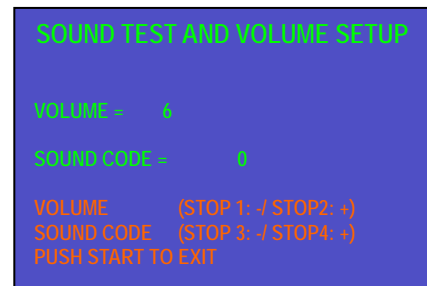 SOUND TEST AND VOLUME SETUP
VOLUME = 6
SOUND CODE = 0
VOLUME (STOP 1: -/ STOP2: +)
SOUND CODE (STOP 3: -/ STOP4: +)
PUSH START TO EXIT